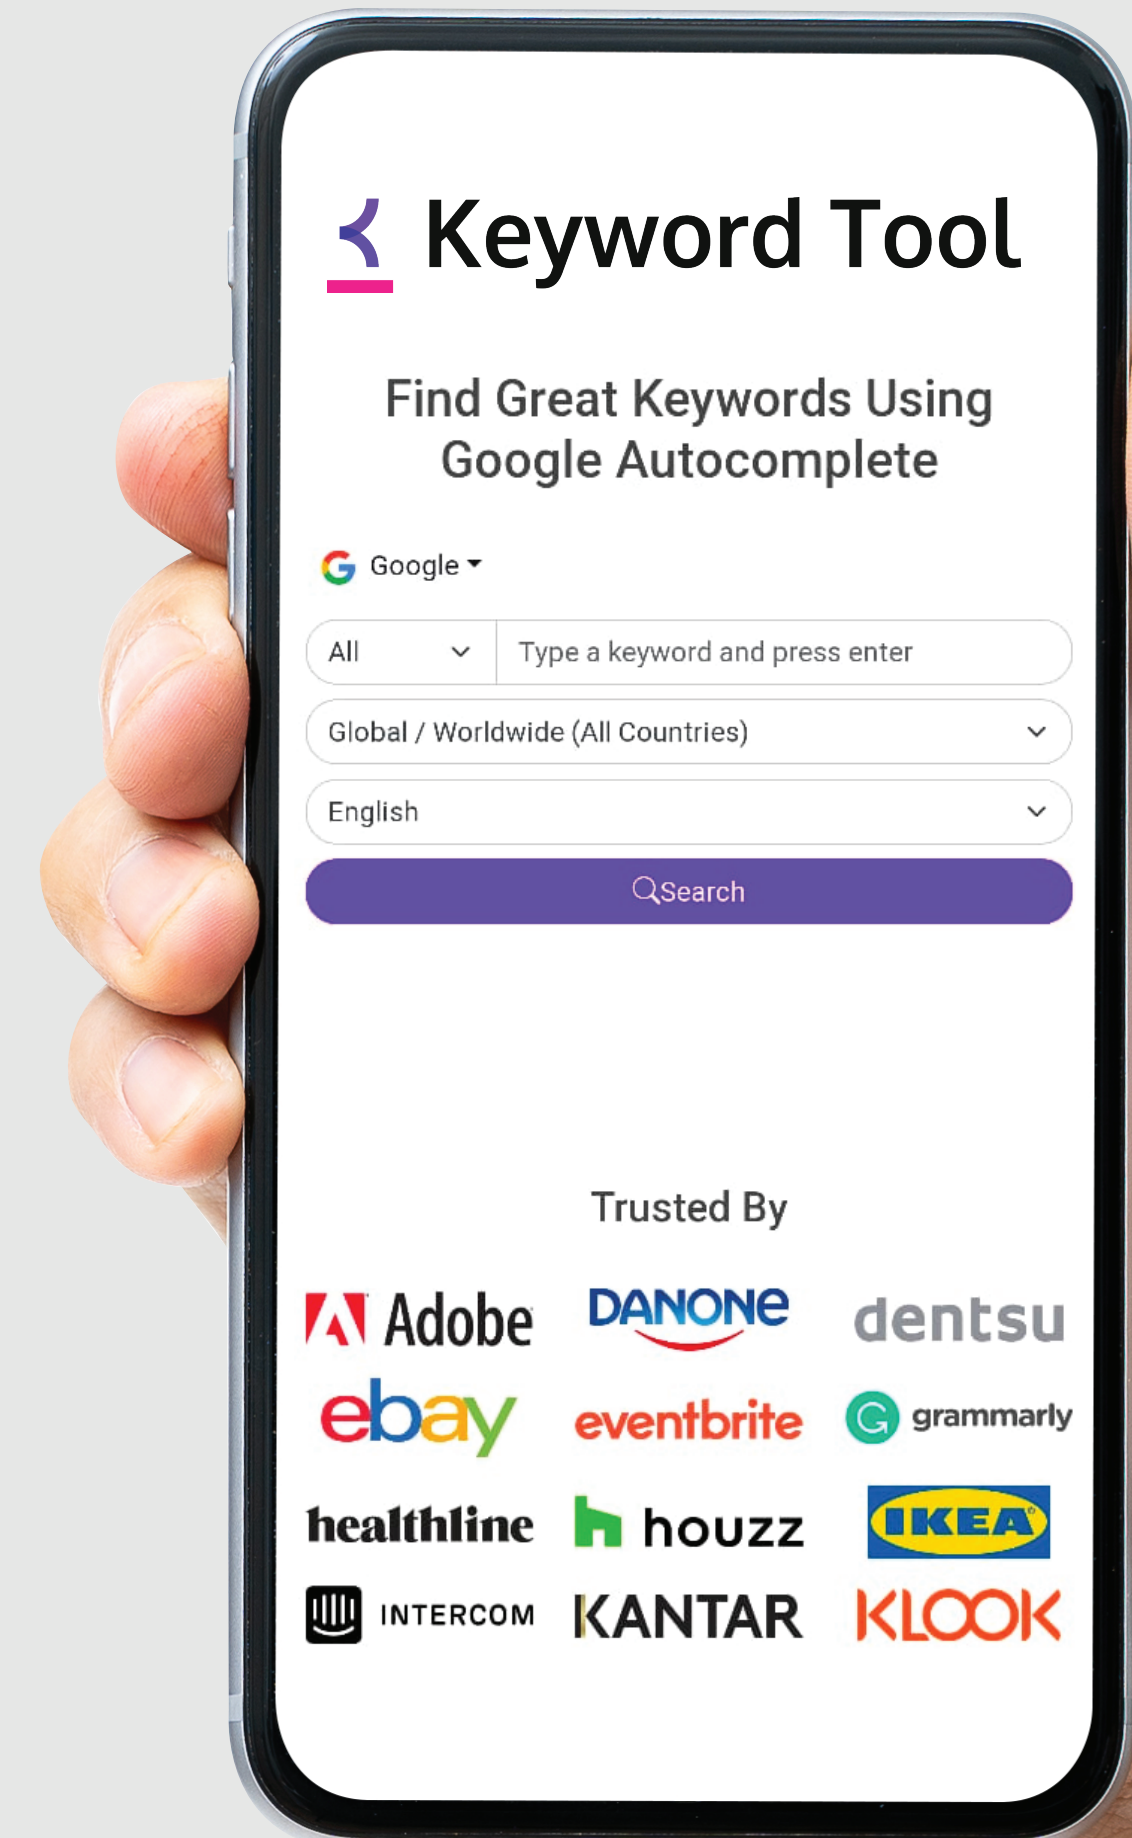 Keyword Tool
Find Great Keywords Using
Google Autocomplete
Google
All Type a keyword and press enter
Global / Worldwide (All Countries)
English
Search
Trusted By
Adobe DANONE dentsu
ebay eventbrite grammarly
healthline houzz IKEA
INTERCOM KANTAR KLOOK